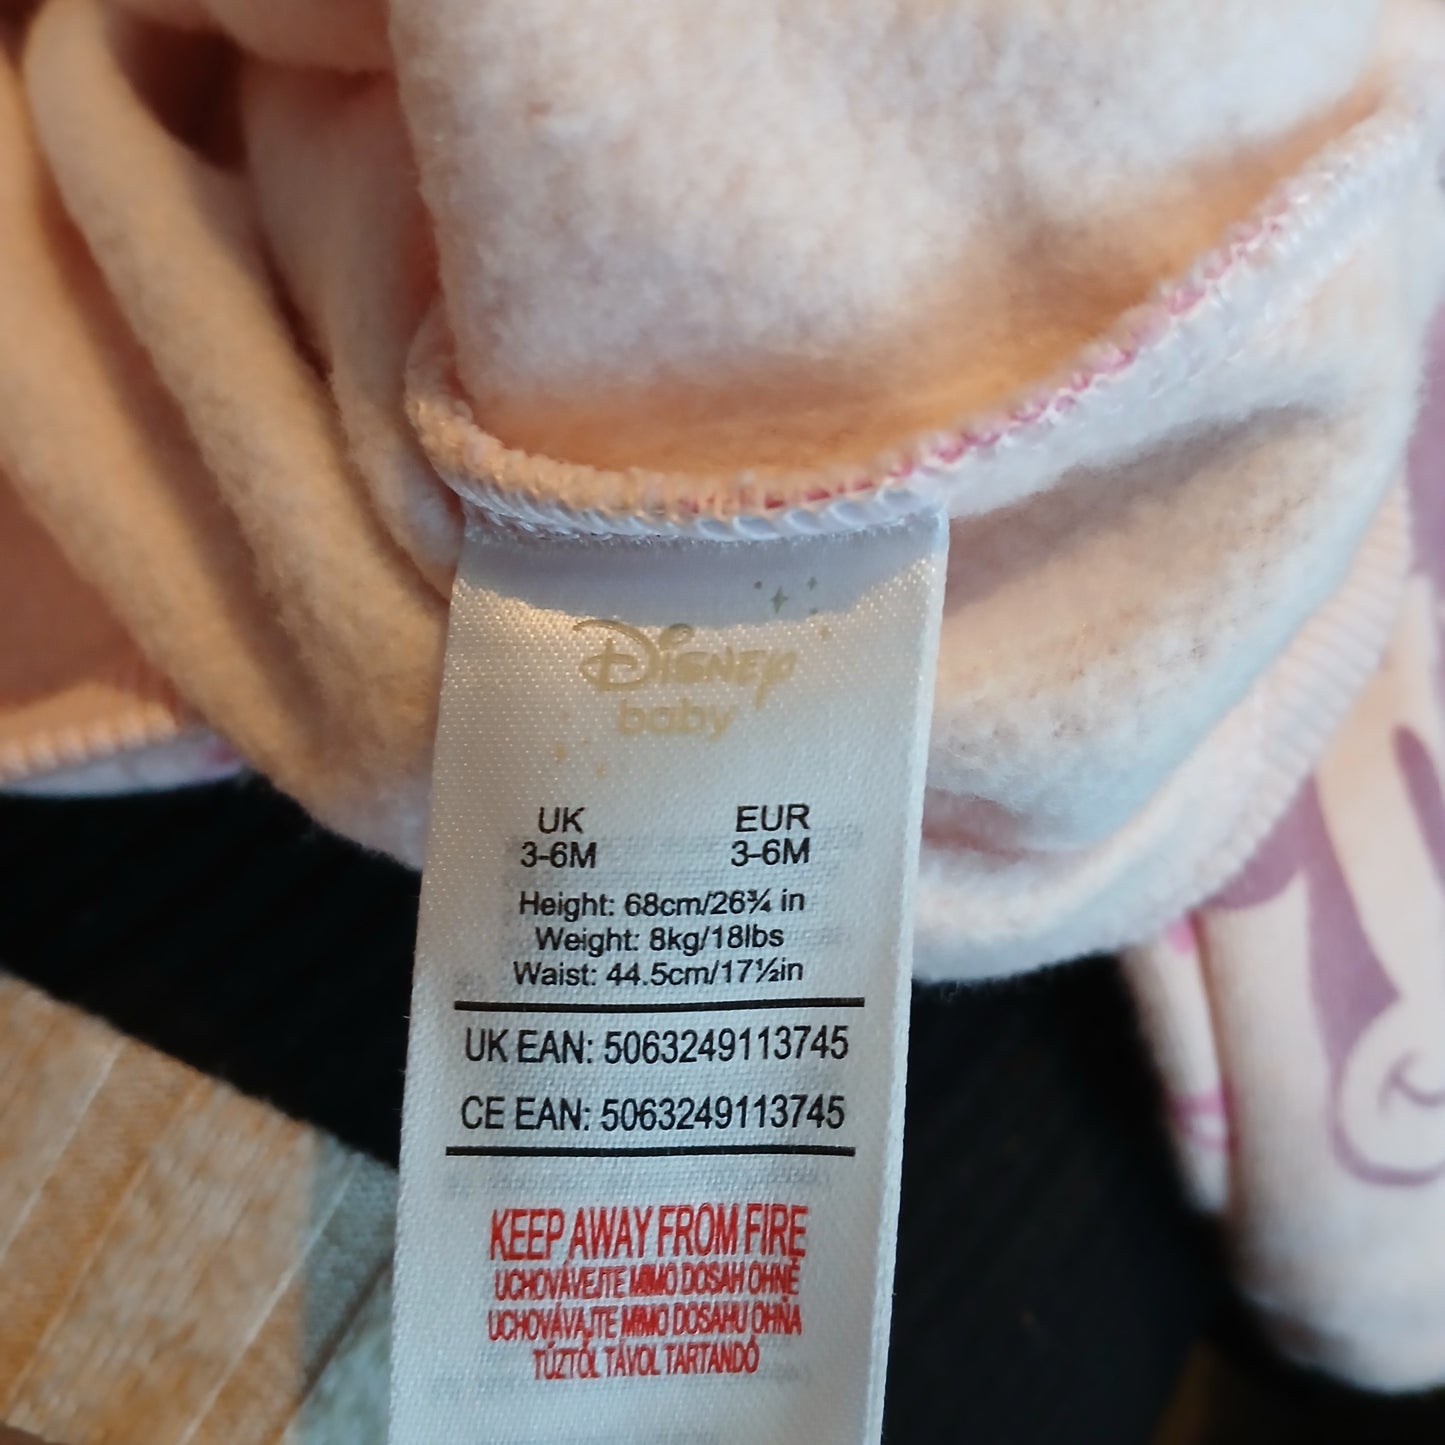 Disney
baby
UK EUR
3-6M 3-6M
Height: 68cm/26¾ in
Weight: 8kg/18lbs
Waist: 44.5cm/17½in
UK EAN: 5063249113745
CE EAN: 5063249113745
KEEP AWAY FROM FIRE
UCHOVÁVEJTE MIMO DOSAH OHNĚ
UCHOVÁVAJTE MIMO DOSAHU OHŇA
TŰZTŐL TÁVOL TARTANDÓ